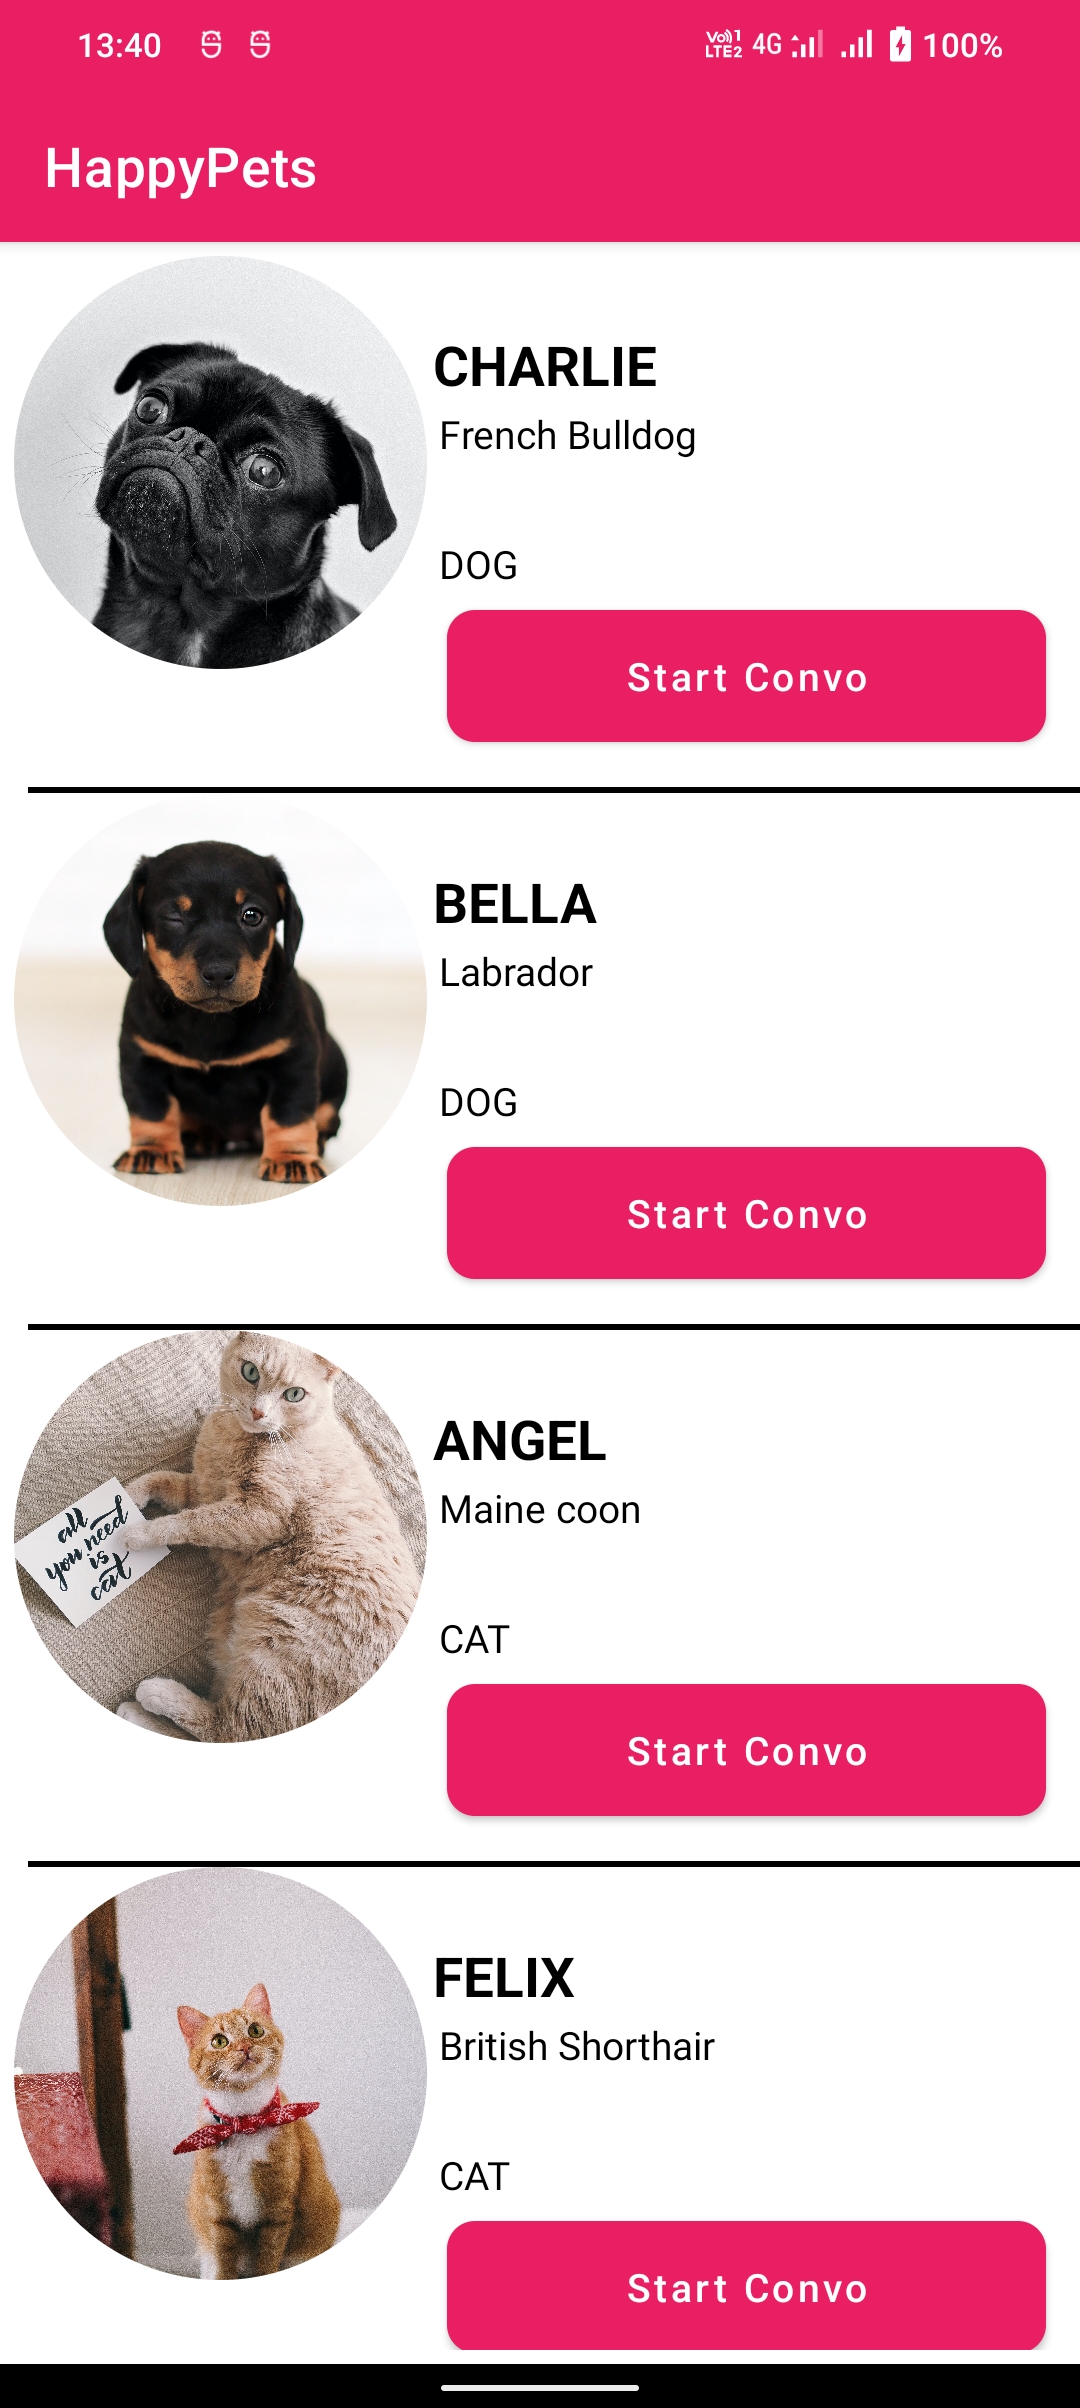 13:40 Vo)) 1 LTE2 4G 100%
HappyPets
CHARLIE
French Bulldog
DOG
Start Convo
BELLA
Labrador
DOG
Start Convo
ANGEL
Maine coon
all
you need
is
cat
CAT
Start Convo
FELIX
British Shorthair
CAT
Start Convo